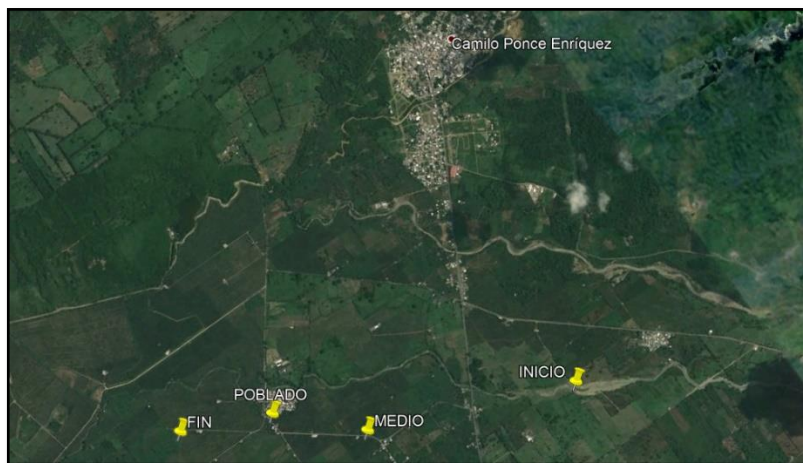 Camilo Ponce Enríquez
INICIO
POBLADO
FIN
MEDIO